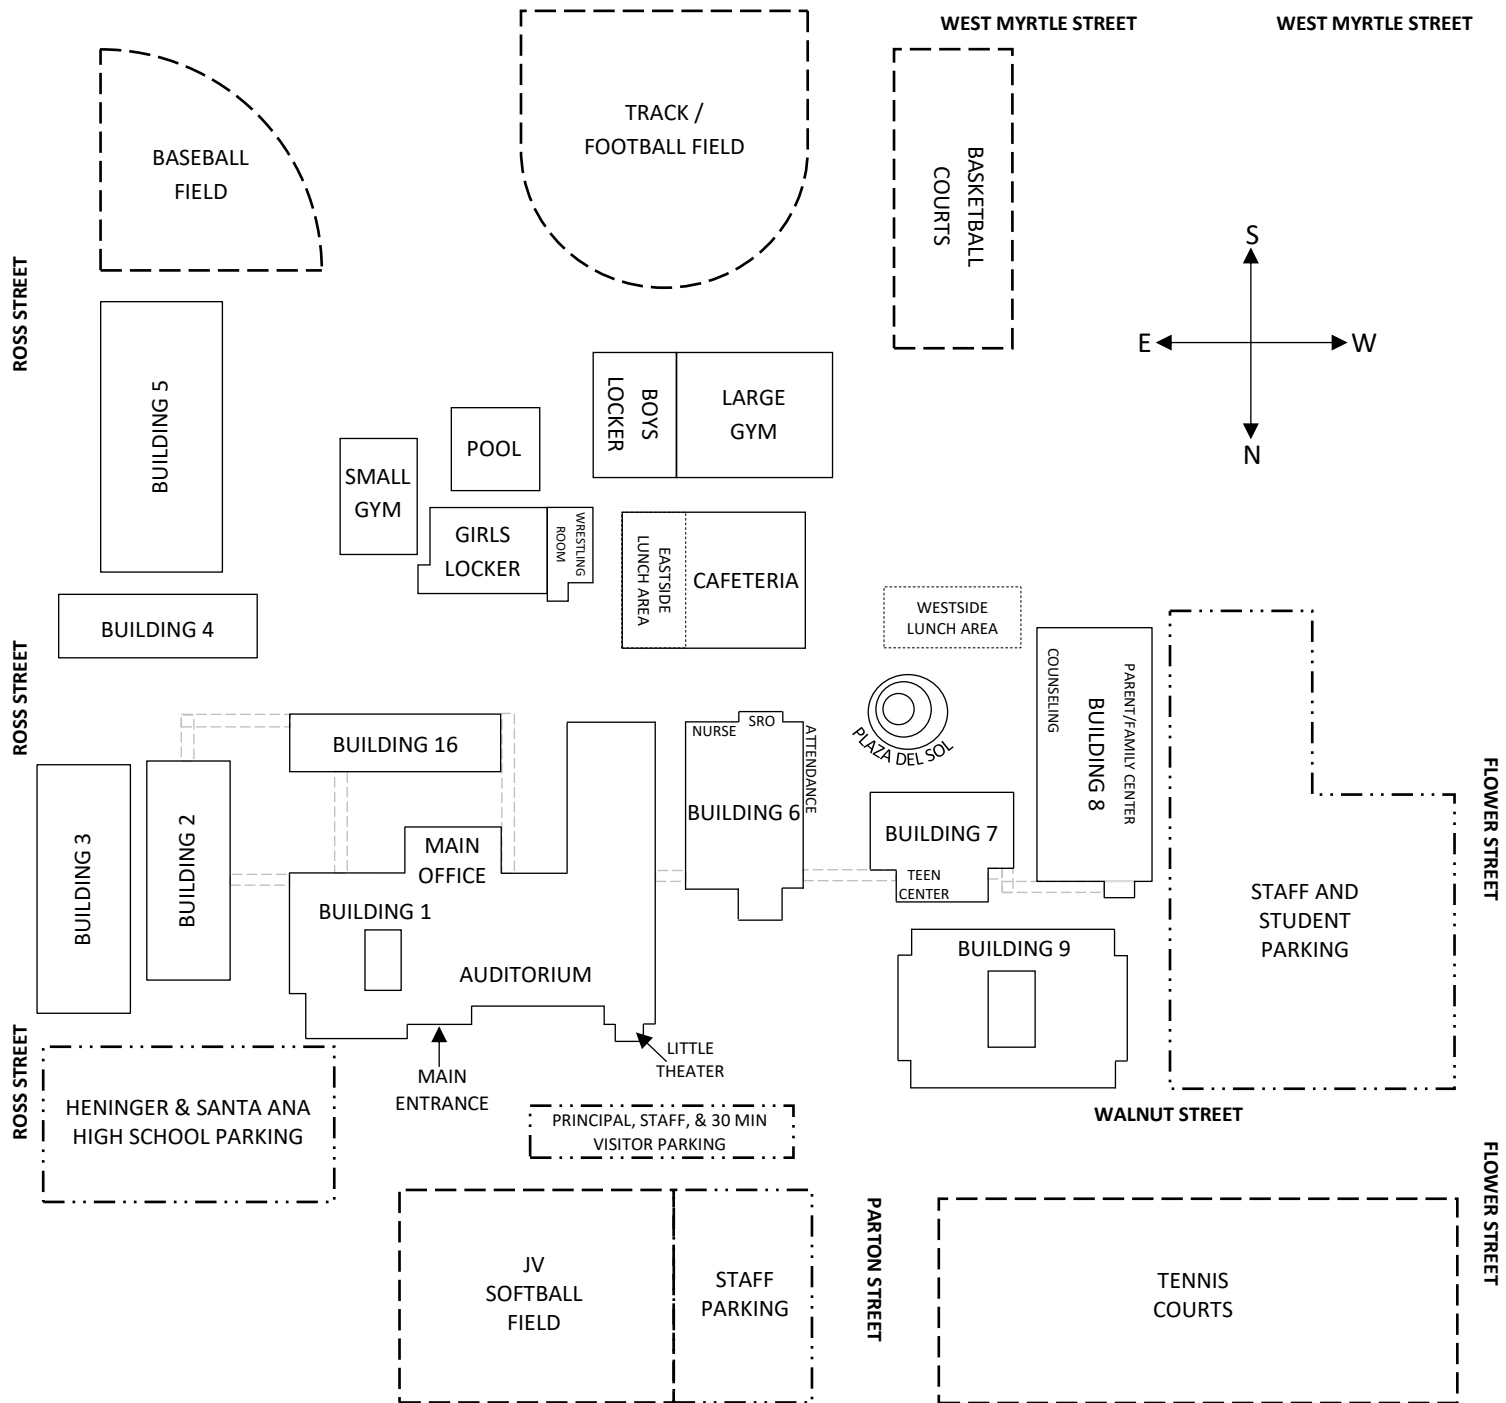 WEST MYRTLE STREET
WEST MYRTLE STREET
TRACK /
FOOTBALL FIELD
BASEBALL
FIELD
BASKETBALL
COURTS
S
E
W
N
ROSS STREET
BUILDING 5
BOYS
LOCKER
LARGE
GYM
POOL
SMALL
GYM
GIRLS
LOCKER
WRESTLING
ROOM
EASTSIDE
LUNCH AREA
CAFETERIA
WESTSIDE
LUNCH AREA
BUILDING 4
ROSS STREET
COUNSELING
BUILDING 8
PARENT/FAMILY CENTER
PLAZA DEL SOL
NURSE
SRO
ATTENDANCE
BUILDING 6
BUILDING 16
BUILDING 3
BUILDING 2
MAIN
OFFICE
BUILDING 1
AUDITORIUM
BUILDING 7
TEEN
CENTER
BUILDING 9
STAFF AND
STUDENT
PARKING
FLOWER STREET
ROSS STREET
LITTLE
THEATER
MAIN
ENTRANCE
HENINGER & SANTA ANA
HIGH SCHOOL PARKING
PRINCIPAL, STAFF, & 30 MIN
VISITOR PARKING
WALNUT STREET
JV
SOFTBALL
FIELD
STAFF
PARKING
PARTON STREET
TENNIS
COURTS
FLOWER STREET